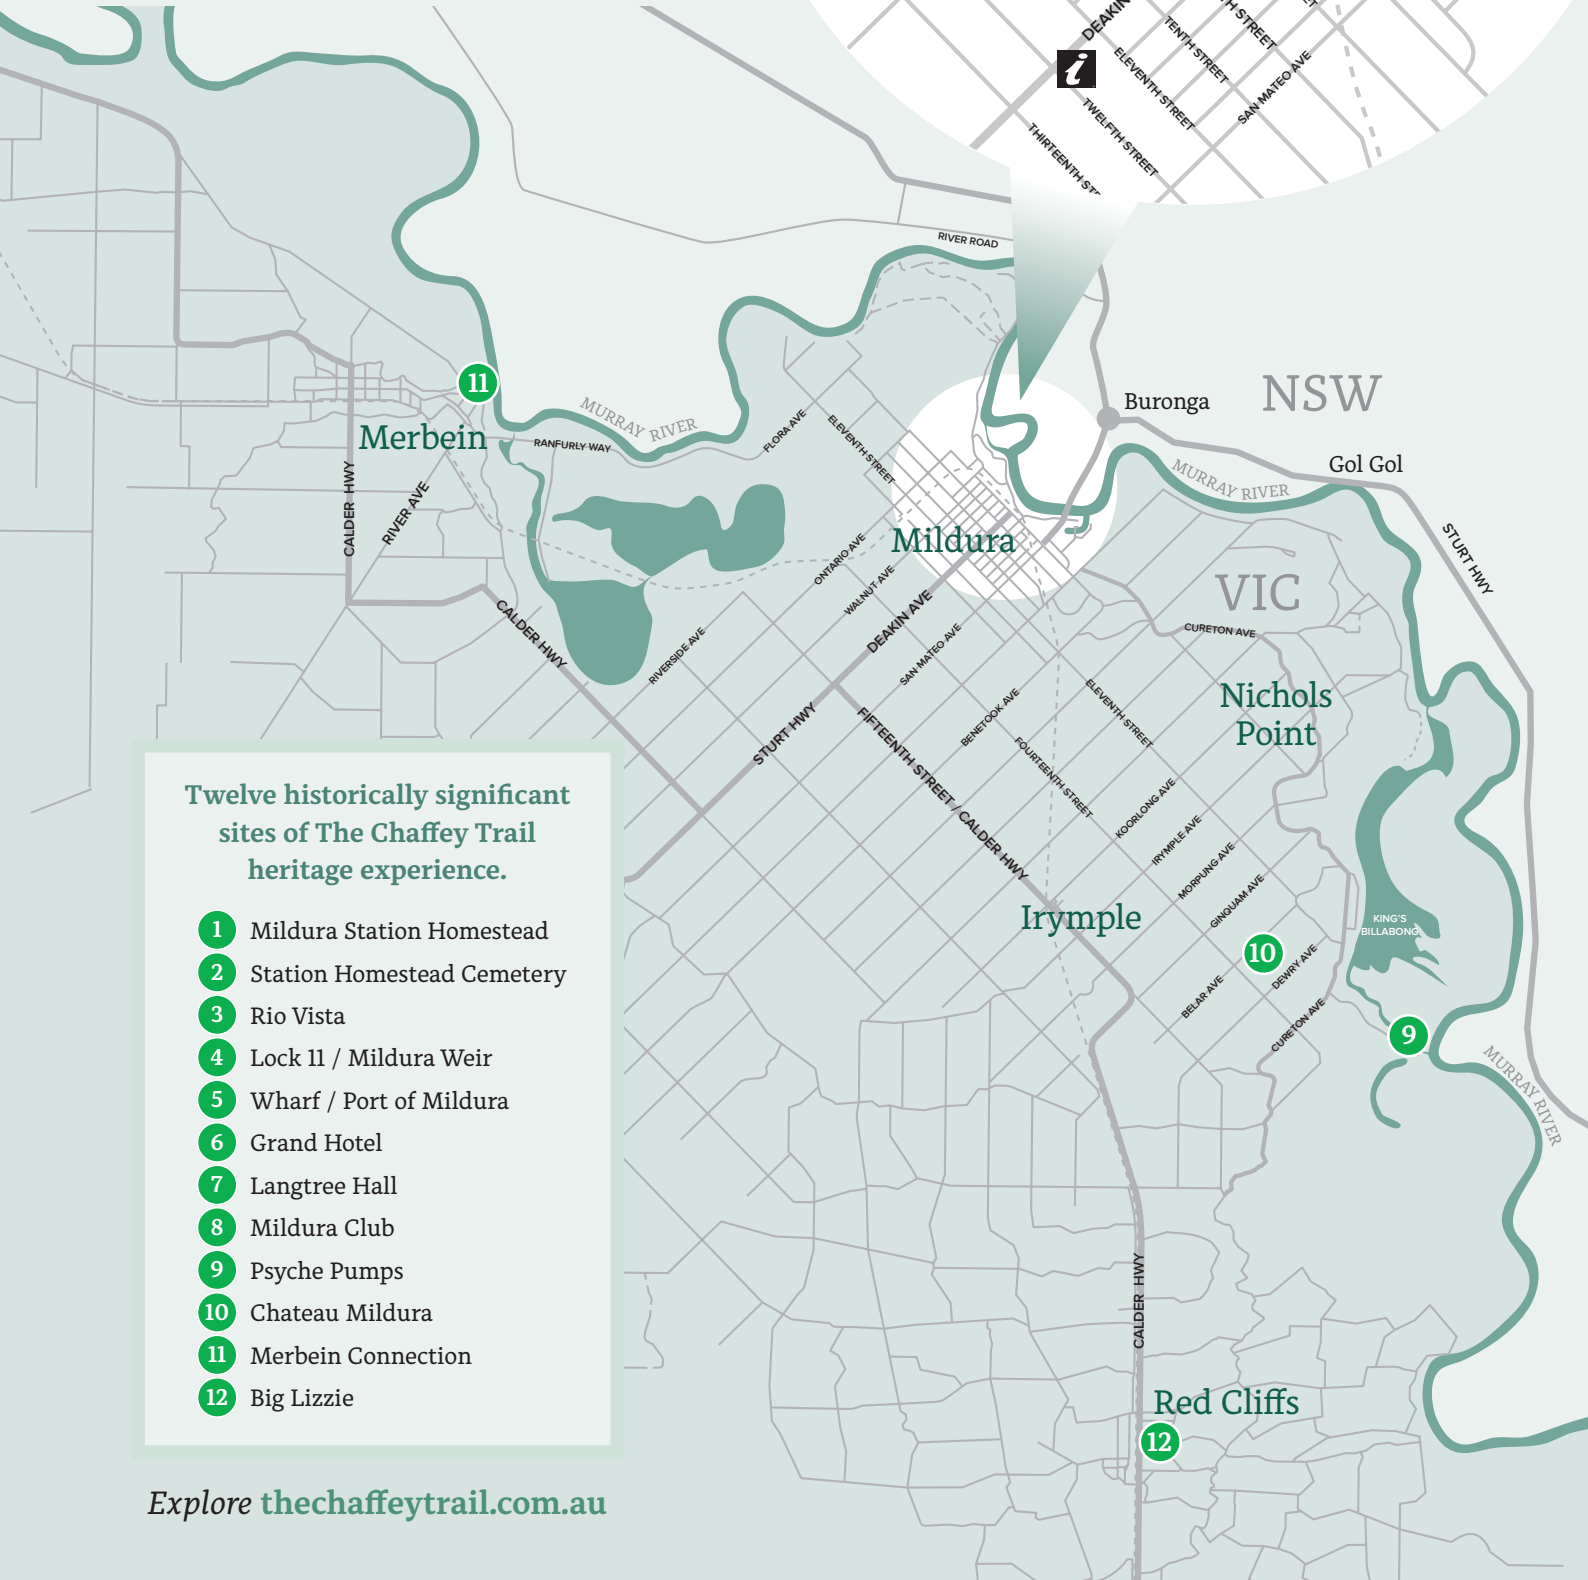 DEAKIN
TENTH STREET
TH STREET
ELEVENTH STREET
SAN MATEO AVE
i
TWELFTH STREET
THIRTEENTH STR
RIVER ROAD
NSW
Buronga
11
MURRAY RIVER
Merbein
RANFURLY WAY
FLORA AVE
ELEVENTH STREET
Gol Gol
MURRAY RIVER
CALDER HWY
RIVER AVE
STURT HWY
Mildura
ONTARIO AVE
WALNUT AVE
VIC
CALDER HWY
DEAKIN AVE
CURETON AVE
RIVERSIDE AVE
SAN MATEO AVE
Nichols
Point
BENETOOK AVE
ELEVENTH STREET
STURT HWY
FIFTEENTH STREET / CALDER HWY
FOURTEENTH STREET
KOORLONG AVE
IRYMPLE AVE
MORPUNG AVE
GINQUAM AVE
Irymple
KING'S
BILLABONG
10
DEWRY AVE
BELAR AVE
CURETON AVE
9
MURRAY RIVER
CALDER HWY
Red Cliffs
12
Twelve historically significant
sites of The Chaffey Trail
heritage experience.
1 Mildura Station Homestead
2 Station Homestead Cemetery
3 Rio Vista
4 Lock 11 / Mildura Weir
5 Wharf / Port of Mildura
6 Grand Hotel
7 Langtree Hall
8 Mildura Club
9 Psyche Pumps
10 Chateau Mildura
11 Merbein Connection
12 Big Lizzie
Explore thechaffeytrail.com.au